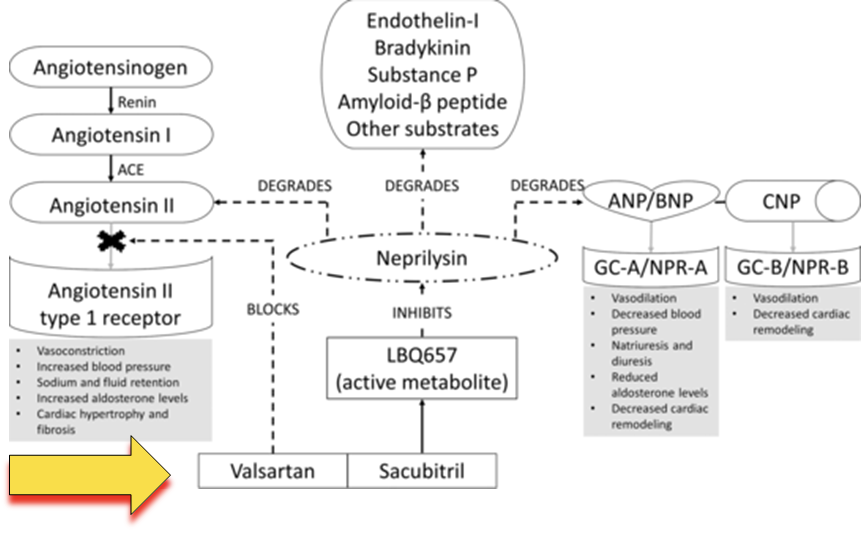 Endothelin-I
Bradykinin
Substance P
Amyloid-β peptide
Other substrates
Angiotensinogen
Renin
Angiotensin I
ACE
Angiotensin II
DEGRADES
DEGRADES
DEGRADES
ANP/BNP
CNP
Neprilysin
GC-A/NPR-A
GC-B/NPR-B
Angiotensin II
type 1 receptor
BLOCKS
INHIBITS
• Vasodilation
• Decreased blood
pressure
• Natriuresis and
diuresis
• Reduced
aldosterone levels
• Decreased cardiac
remodeling
• Vasodilation
• Decreased cardiac
remodeling
• Vasoconstriction
• Increased blood pressure
• Sodium and fluid retention
• Increased aldosterone levels
• Cardiac hypertrophy and
fibrosis
LBQ657
(active metabolite)
Valsartan
Sacubitril